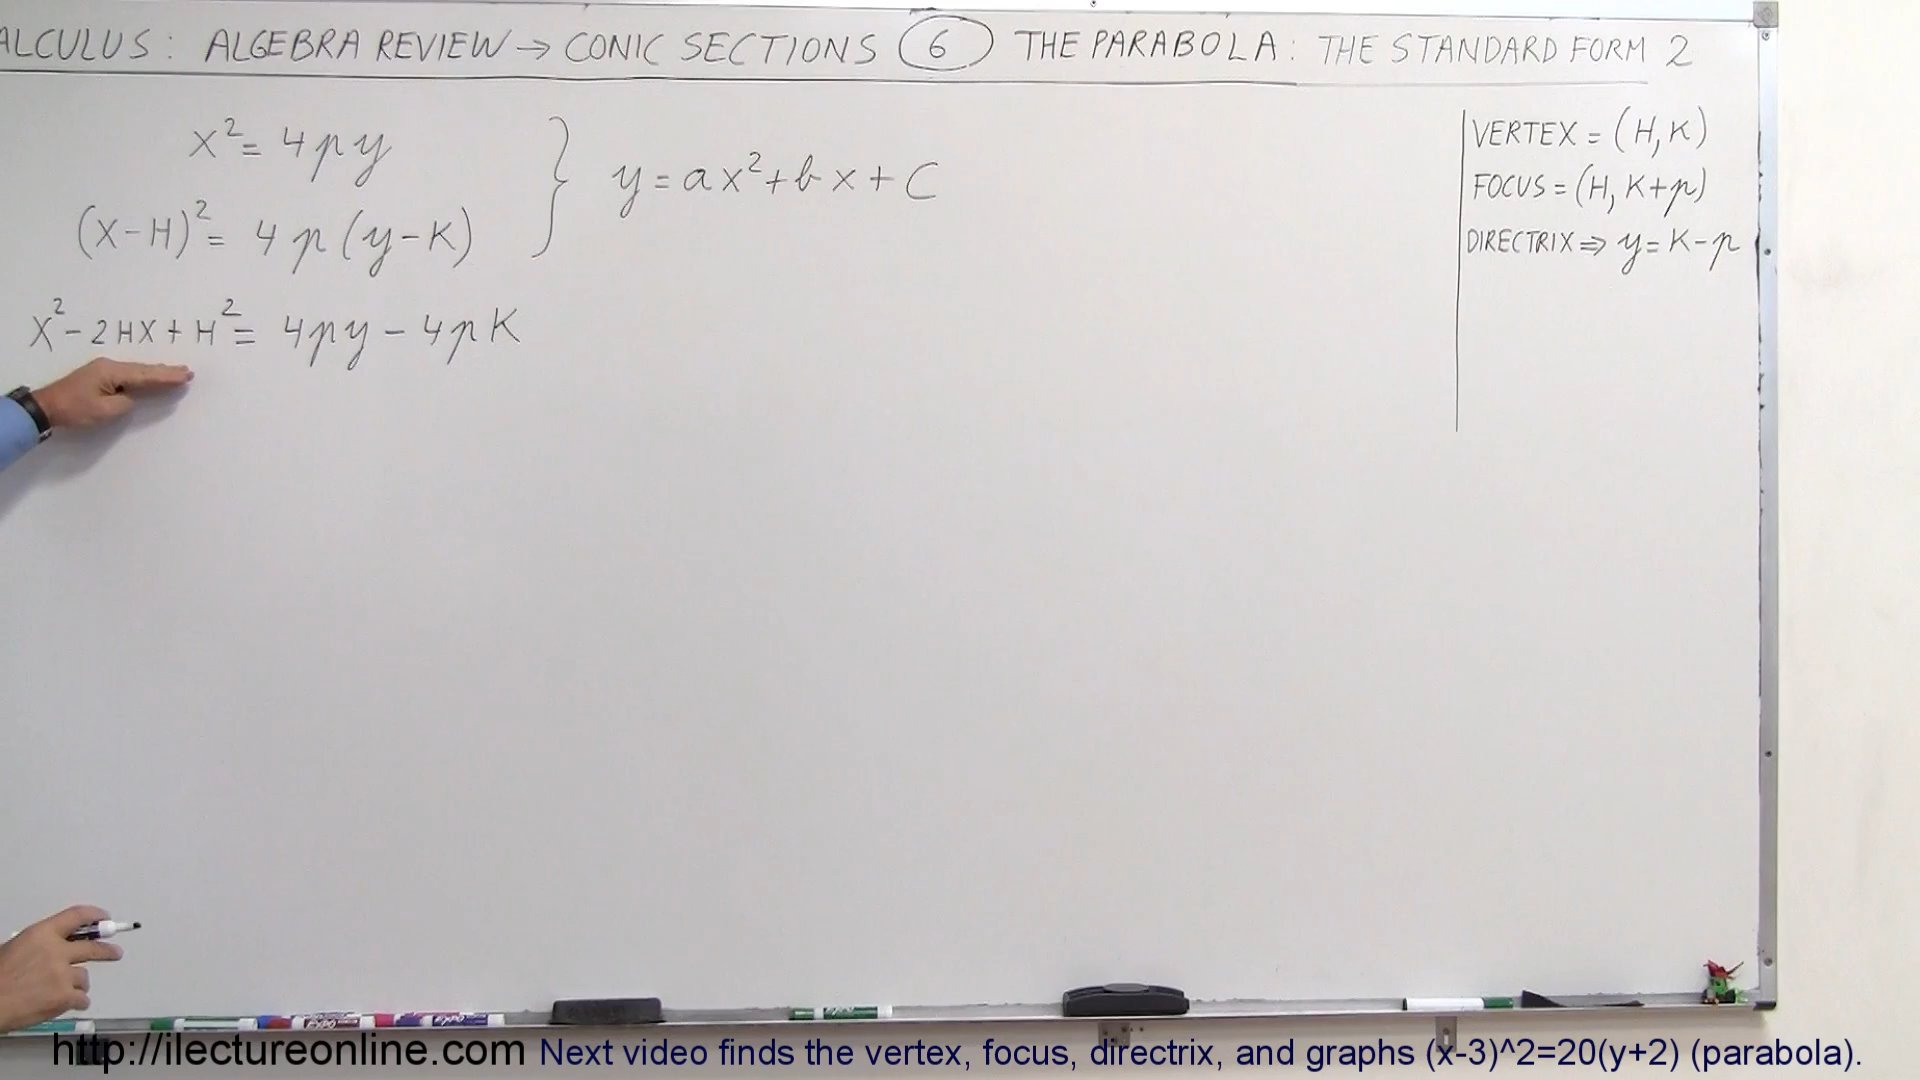 ALCULUS: ALGEBRA REVIEW → CONIC SECTIONS 6 THE PARABOLA: THE STANDARD FORM 2
x² = 4py
(x-H)² = 4p(y-K)
} y = ax² + bx + C
x² - 2Hx + H² = 4py - 4pK
VERTEX = (H, K)
FOCUS = (H, K+p)
DIRECTRIX ⇒ y = K-p
http://ilectureonline.com Next video finds the vertex, focus, directrix, and graphs (x-3)^2=20(y+2) (parabola).